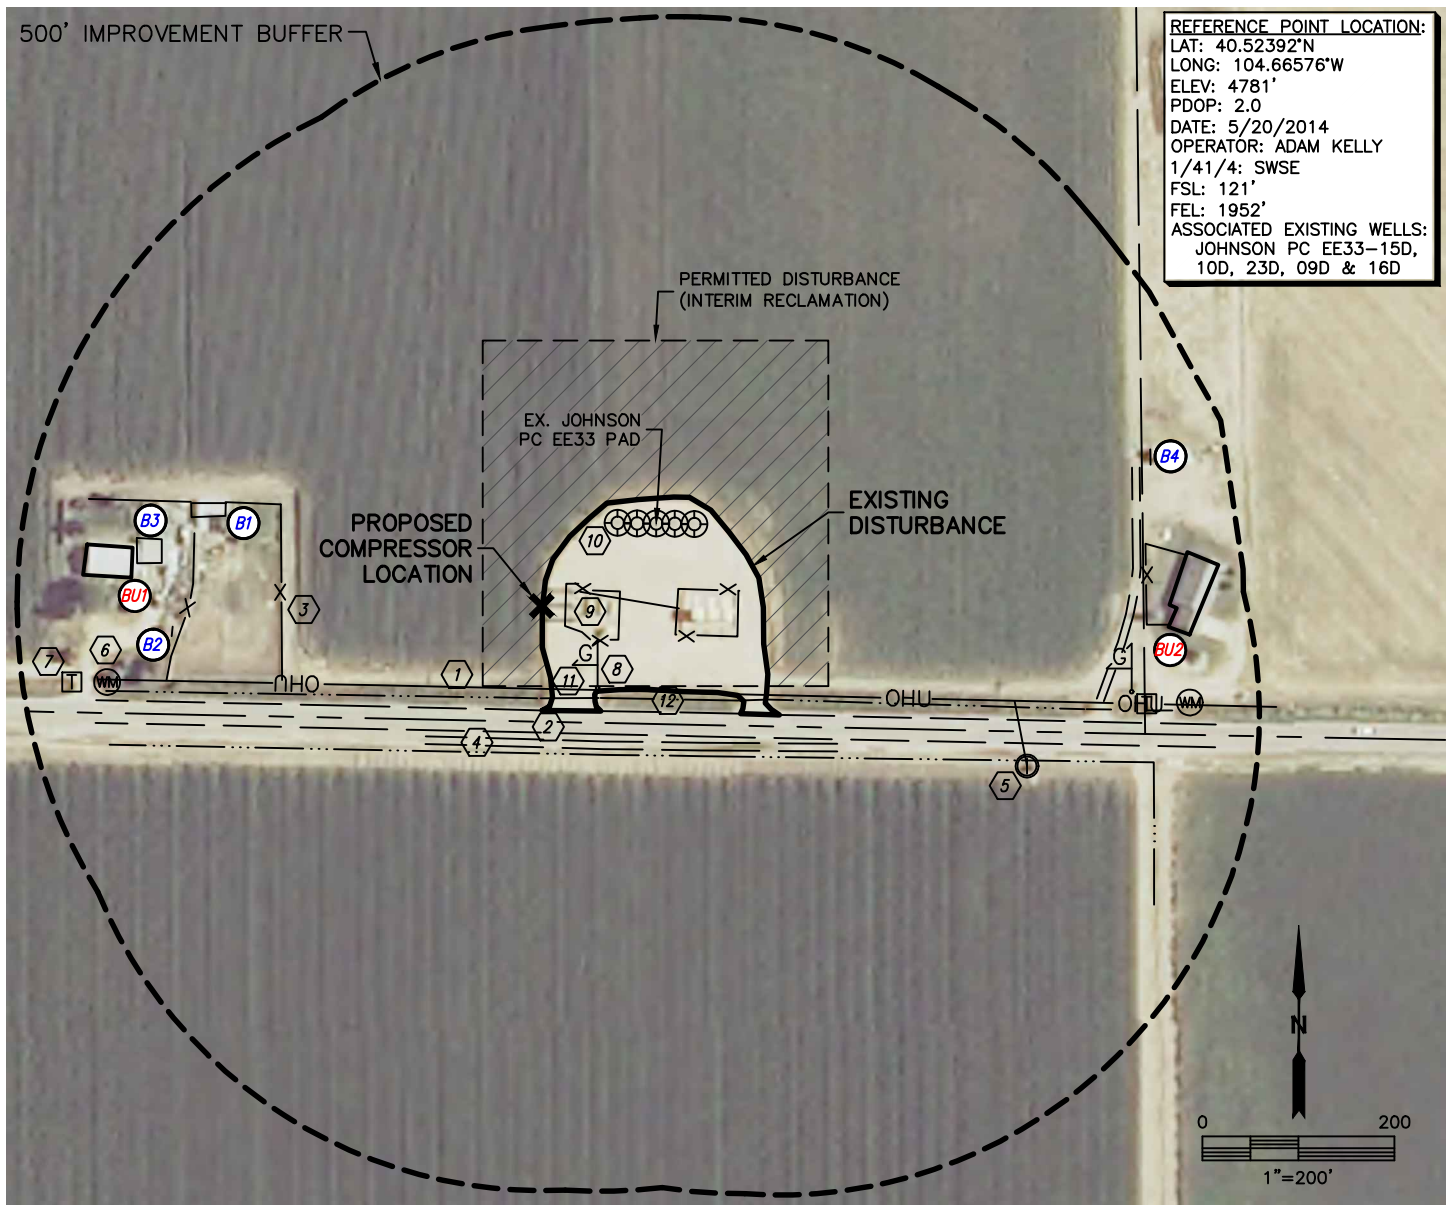 500' IMPROVEMENT BUFFER
REFERENCE POINT LOCATION:
LAT: 40.52392°N
LONG: 104.66576°W
ELEV: 4781'
PDOP: 2.0
DATE: 5/20/2014
OPERATOR: ADAM KELLY
1/41/4: SWSE
FSL: 121'
FEL: 1952'
ASSOCIATED EXISTING WELLS:
JOHNSON PC EE33-15D,
10D, 23D, 09D & 16D
PERMITTED DISTURBANCE
(INTERIM RECLAMATION)
EX. JOHNSON
PC EE33 PAD
EXISTING
DISTURBANCE
PROPOSED
COMPRESSOR
LOCATION
B4
B3
B1
10
BU1
X
X
3
X
9
X
X
X
X
B2
BU2
7
6
T
WM
OHU
1
G
11
8
12
2
4
OHU
G
OHU
T
WM
5
N
0
200
1"=200'